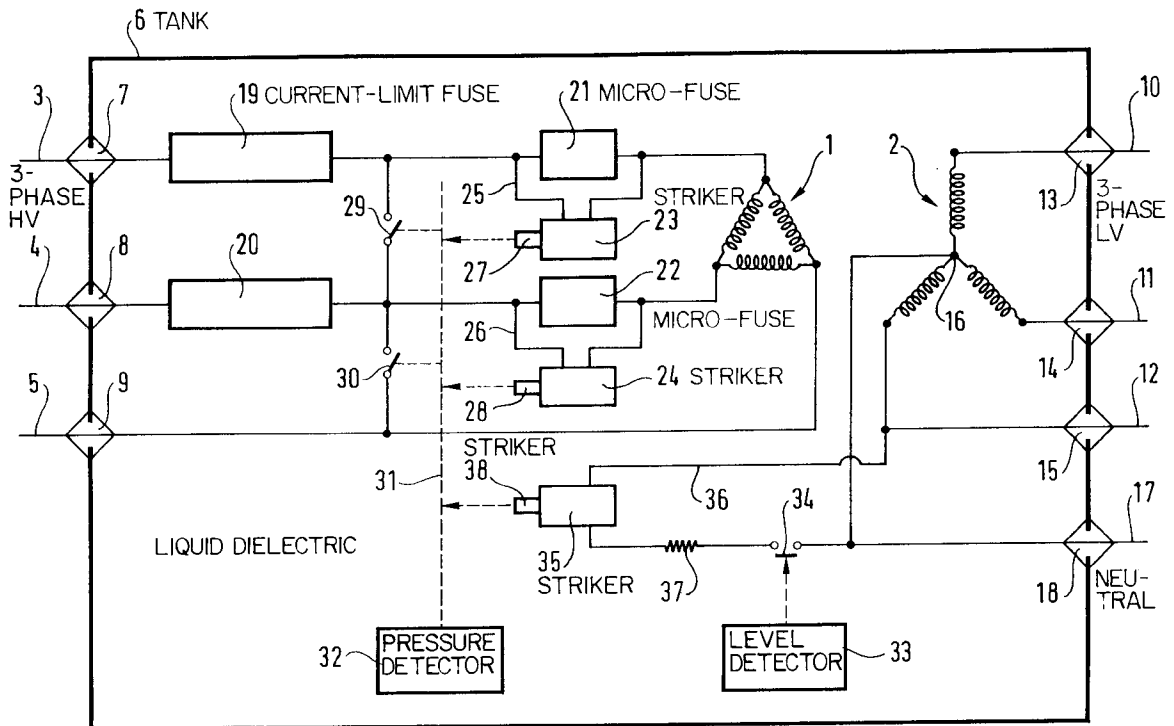 6 TANK
3
7
19 CURRENT-LIMIT FUSE
21 MICRO-FUSE
10
3-
PHASE
HV
25
STRIKER
1
2
13
3-
PHASE
LV
29
27
23
4
8
20
22
16
11
26
MICRO-FUSE
14
30
28
24 STRIKER
12
5
9
STRIKER
15
31
38
36
34
17
LIQUID DIELECTRIC
35
STRIKER
37
18
NEU-
TRAL
32
PRESSURE
DETECTOR
LEVEL
DETECTOR
33